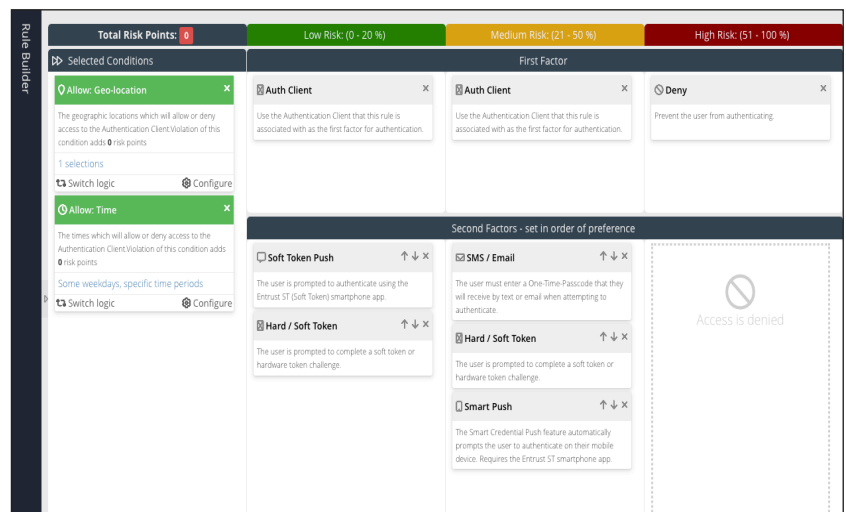 Rule Builder
Total Risk Points: 0
Low Risk: (0 - 20 %)
Medium Risk: (21 - 50 %)
High Risk: (51 - 100 %)
Selected Conditions
First Factor
Allow: Geo-location
The geographic locations which will allow or deny
access to the Authentication Client.Violation of this
condition adds 0 risk points
1 selections
Switch logic
Configure
Allow: Time
The times which will allow or deny access to the
Authentication Client.Violation of this condition adds
0 risk points
Some weekdays, specific time periods
Switch logic
Configure
Auth Client
Use the Authentication Client that this rule is
associated with as the first factor for authentication.
Auth Client
Use the Authentication Client that this rule is
associated with as the first factor for authentication.
Deny
Prevent the user from authenticating.
Second Factors - set in order of preference
Soft Token Push
The user is prompted to authenticate using the
Entrust ST (Soft Token) smartphone app.
Hard / Soft Token
The user is prompted to complete a soft token or
hardware token challenge.
SMS / Email
The user must enter a One-Time-Passcode that they
will receive by text or email when attempting to
authenticate.
Hard / Soft Token
The user is prompted to complete a soft token or
hardware token challenge.
Smart Push
The Smart Credential Push feature automatically
prompts the user to authenticate on their mobile
device. Requires the Entrust ST smartphone app.
Access is denied